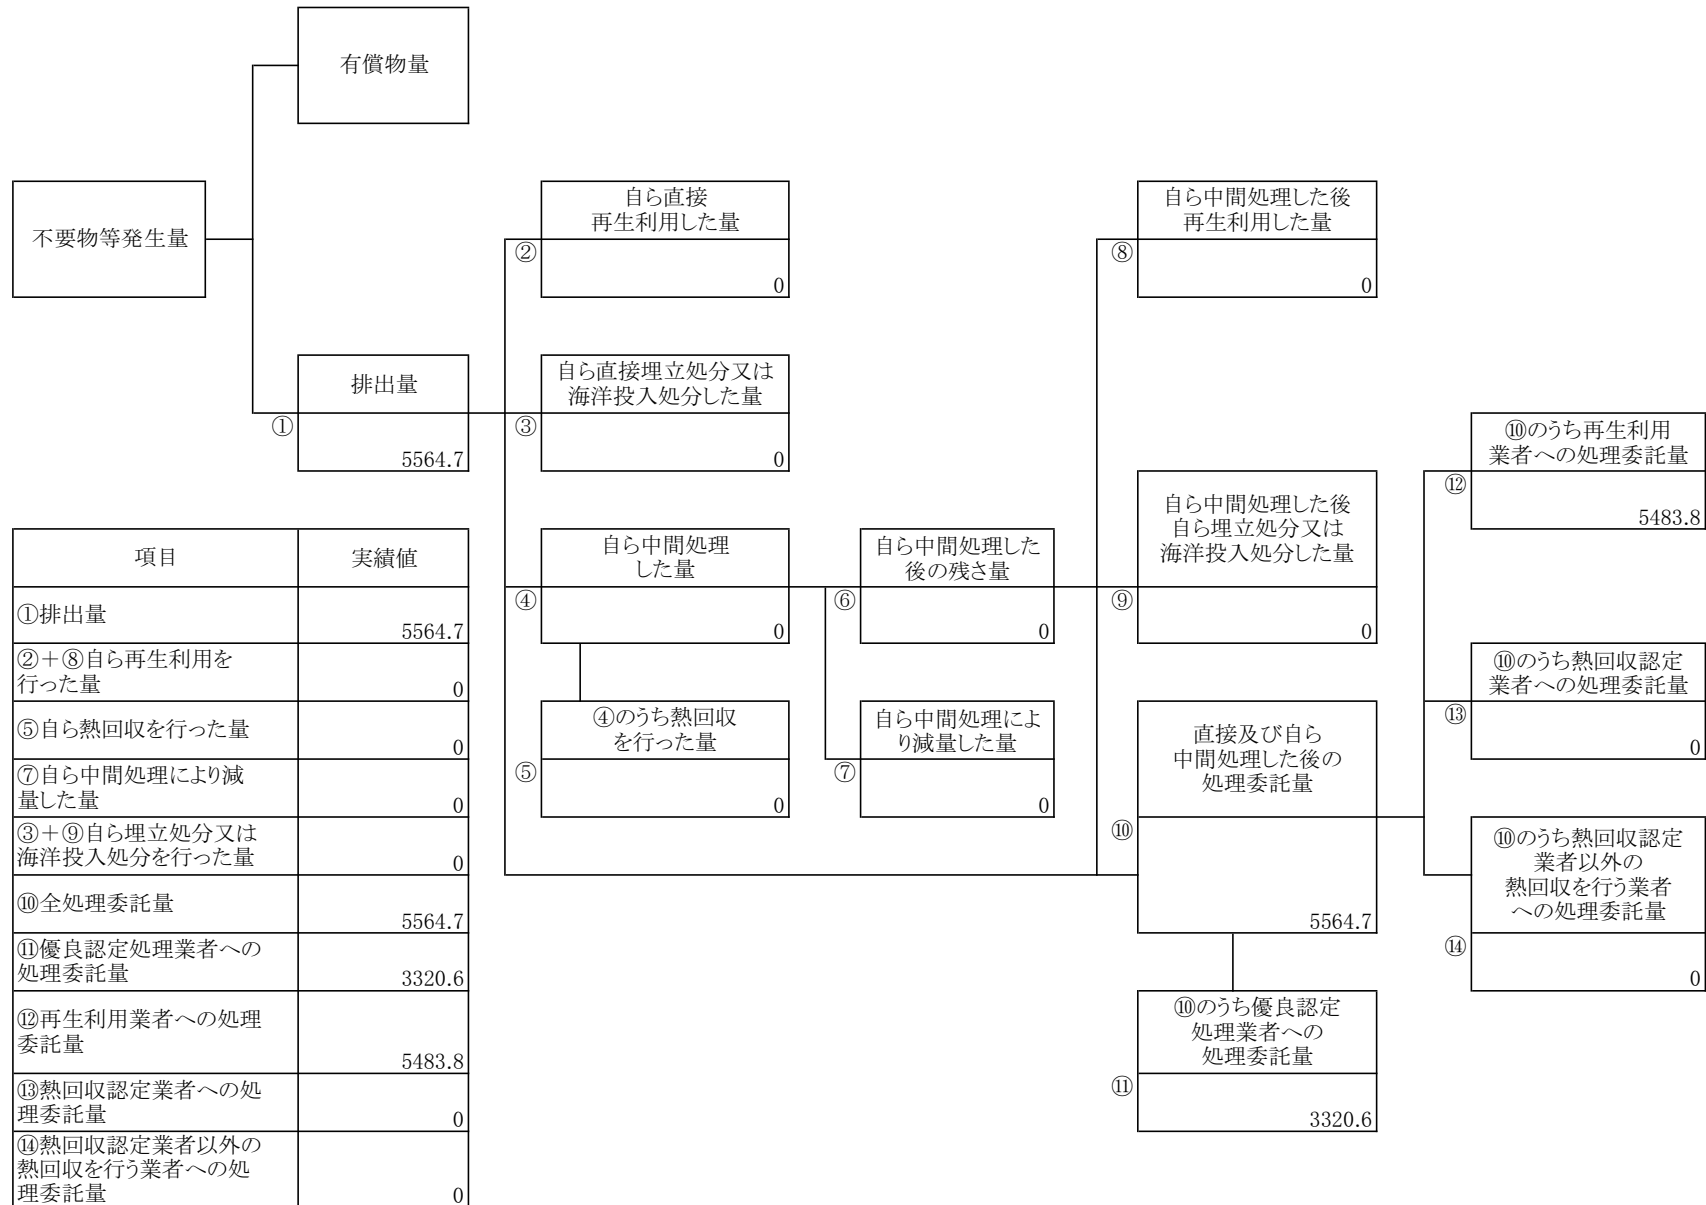 有償物量
不要物等発生量
自ら直接
再生利用した量
②
0
自ら中間処理した後
再生利用した量
⑧
0
排出量
①
5564.7
自ら直接埋立処分又は
海洋投入処分した量
③
0
自ら中間処理
した量
④
0
自ら中間処理した
後の残さ量
⑥
0
自ら中間処理した後
自ら埋立処分又は
海洋投入処分した量
⑨
0
⑩のうち再生利用
業者への処理委託量
⑫
5483.8
④のうち熱回収
を行った量
⑤
0
自ら中間処理によ
り減量した量
⑦
0
直接及び自ら
中間処理した後の
処理委託量
⑩
5564.7
⑩のうち熱回収認定
業者への処理委託量
⑬
0
⑩のうち熱回収認定
業者以外の
熱回収を行う業者
への処理委託量
⑭
0
⑩のうち優良認定
処理業者への
処理委託量
⑪
3320.6
項目 実績値
①排出量
5564.7
②＋⑧自ら再生利用を
行った量
0
⑤自ら熱回収を行った量
0
⑦自ら中間処理により減
量した量
0
③＋⑨自ら埋立処分又は
海洋投入処分を行った量
0
⑩全処理委託量
5564.7
⑪優良認定処理業者への
処理委託量
3320.6
⑫再生利用業者への処理
委託量
5483.8
⑬熱回収認定業者への処
理委託量
0
⑭熱回収認定業者以外の
熱回収を行う業者への処
理委託量
0